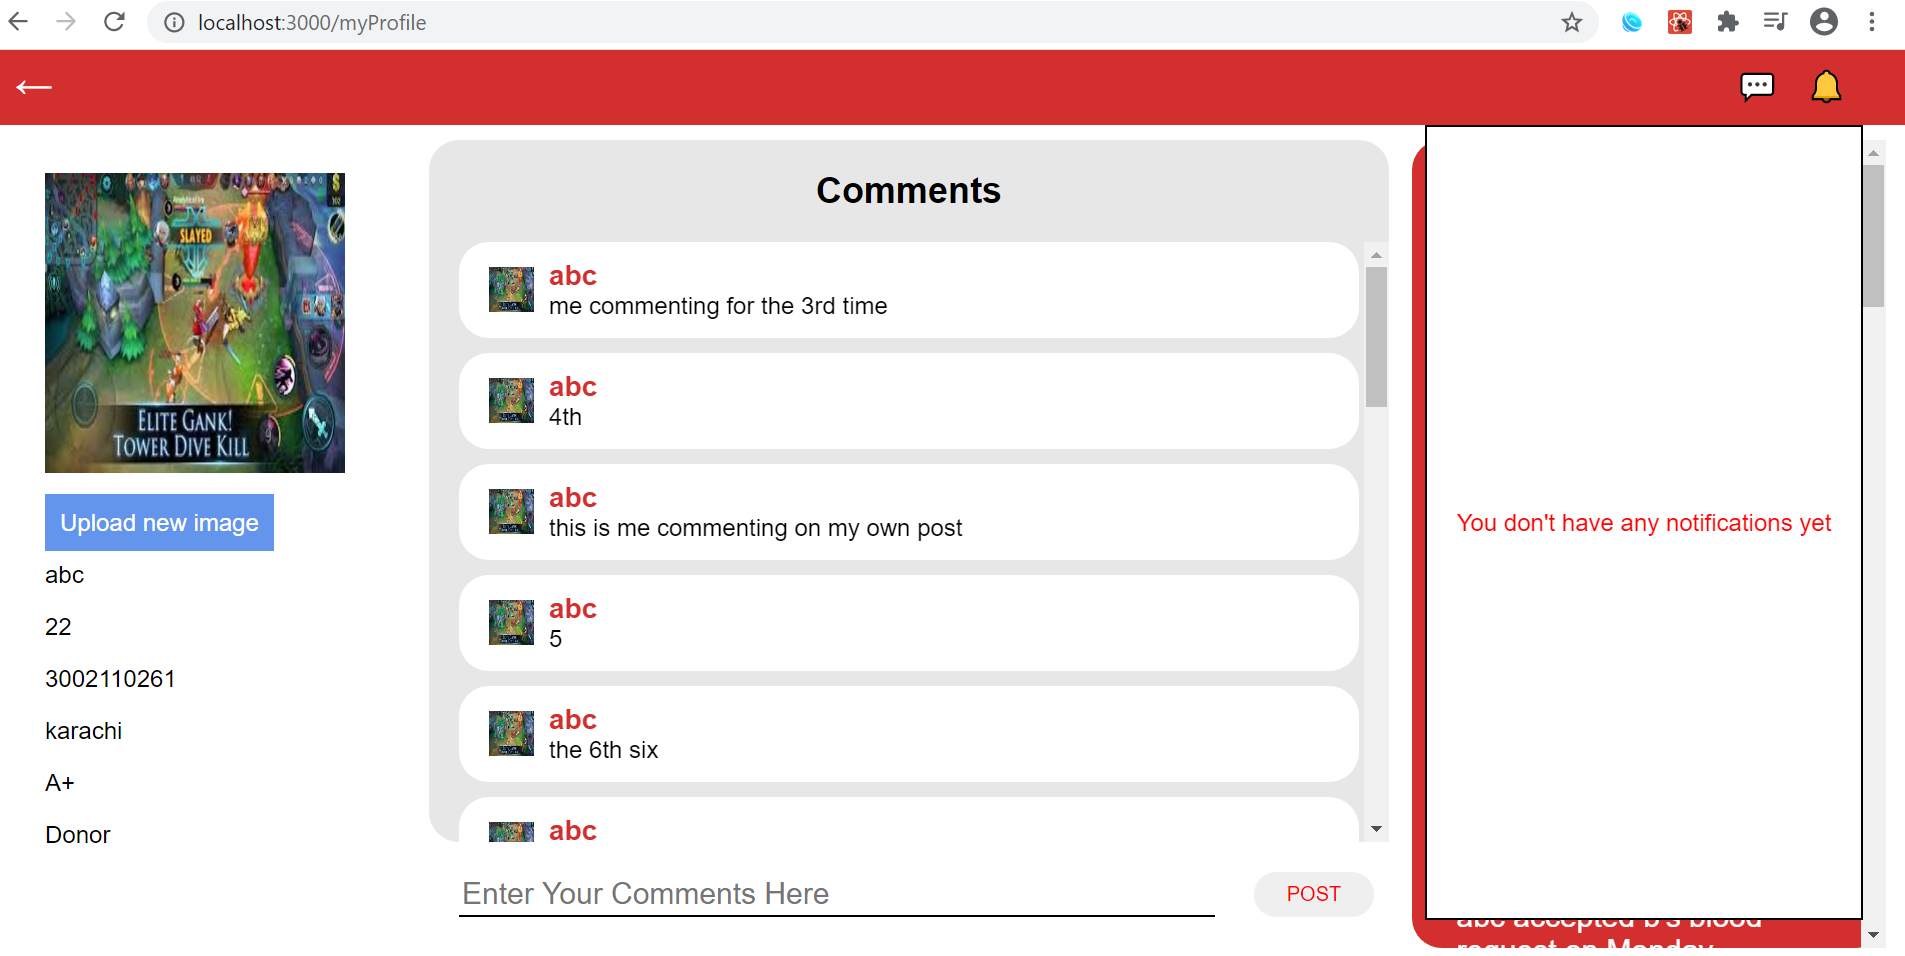 localhost:3000/myProfile
SLAYED
ELITE GANK!
TOWER DIVE KILL
Upload new image
abc
22
3002110261
karachi
A+
Donor
Comments
abc
me commenting for the 3rd time
abc
4th
abc
this is me commenting on my own post
abc
5
abc
the 6th six
abc
Enter Your Comments Here
POST
You don't have any notifications yet
abc accepted b's blood
request on Monday